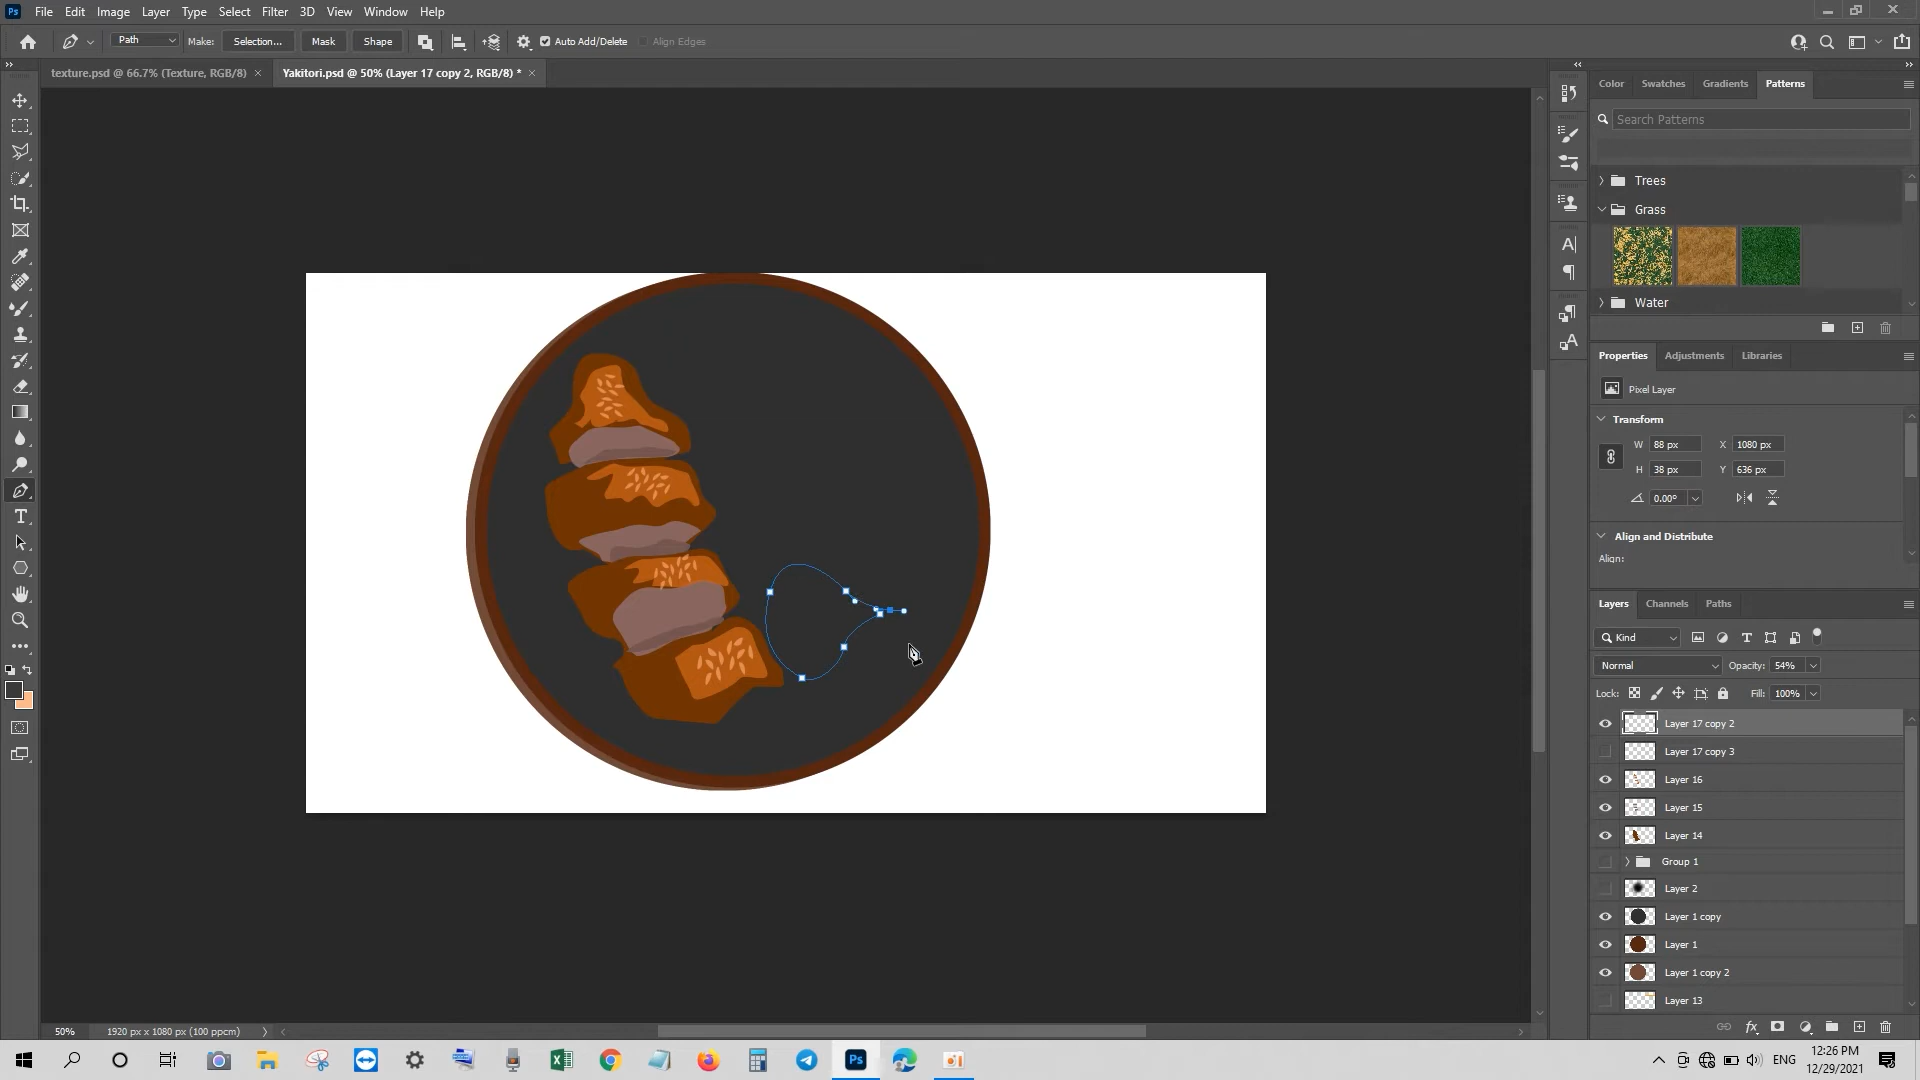 Ps File Edit Image Layer Type Select Filter 3D View Window Help
Path Make: Selection... Mask Shape Auto Add/Delete Align Edges
texture.psd @ 66.7% (Texture, RGB/8) × Yakitori.psd @ 50% (Layer 17 copy 2, RGB/8) * ×
Color Swatches Gradients Patterns
Search Patterns
Trees
Grass
Water
Properties Adjustments Libraries
Pixel Layer
Transform
W 88 px X 1080 px
H 38 px Y 636 px
0.00°
Align and Distribute
Align:
Layers Channels Paths
Kind
Normal Opacity: 54%
Lock: Fill: 100%
Layer 17 copy 2
Layer 17 copy 3
Layer 16
Layer 15
Layer 14
Group 1
Layer 2
Layer 1 copy
Layer 1
Layer 1 copy 2
Layer 13
50% 1920 px x 1080 px (100 ppcm)
ENG
12:26 PM
12/29/2021